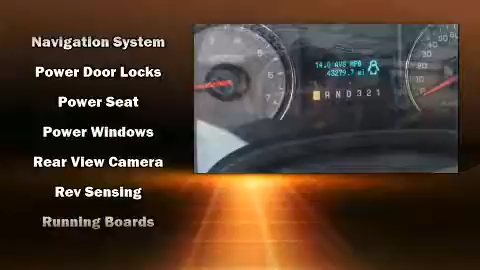 Navigation System
Power Door Locks
Power Seat
Power Windows
Rear View Camera
Rev Sensing
Running Boards
14.0 AVG MPG
43279.7 mi
R N D 3 2 1